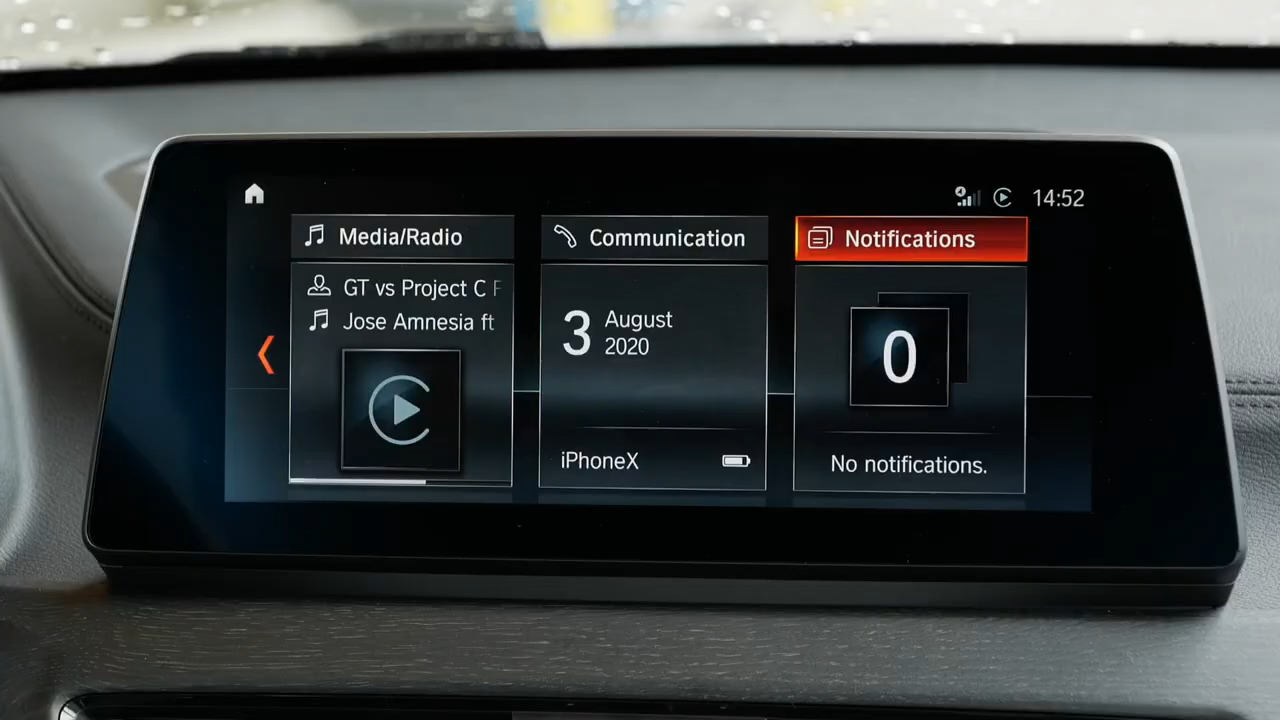 14:52
Media/Radio
GT vs Project C F
Jose Amnesia ft
Communication
3 August
2020
iPhoneX
Notifications
0
No notifications.